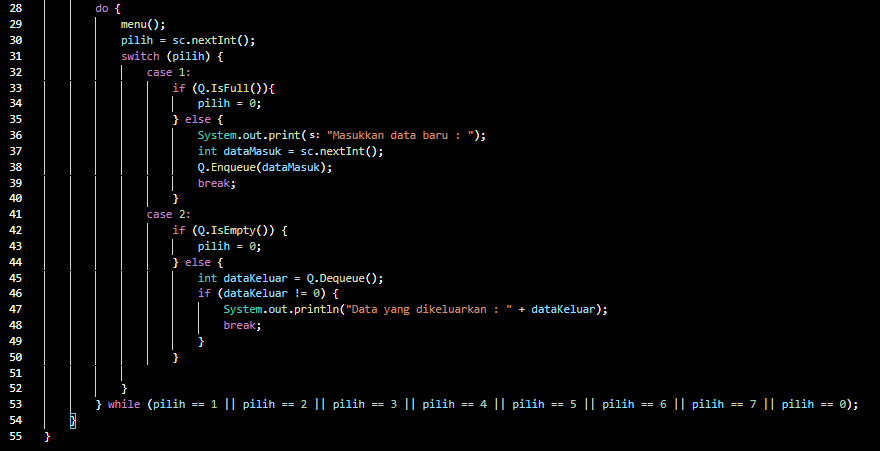 28 do {
29 menu();
30 pilih = sc.nextInt();
31 switch (pilih) {
32 case 1:
33 if (Q.IsFull()){
34 pilih = 0;
35 } else {
36 System.out.print(s: "Masukkan data baru : ");
37 int dataMasuk = sc.nextInt();
38 Q.Enqueue(dataMasuk);
39 break;
40 }
41 case 2:
42 if (Q.IsEmpty()) {
43 pilih = 0;
44 } else {
45 int dataKeluar = Q.Dequeue();
46 if (dataKeluar != 0) {
47 System.out.println("Data yang dikeluarkan : " + dataKeluar);
48 break;
49 }
50 }
51
52 }
53 } while (pilih == 1 || pilih == 2 || pilih == 3 || pilih == 4 || pilih == 5 || pilih == 6 || pilih == 7 || pilih == 0);
54 }
55 }